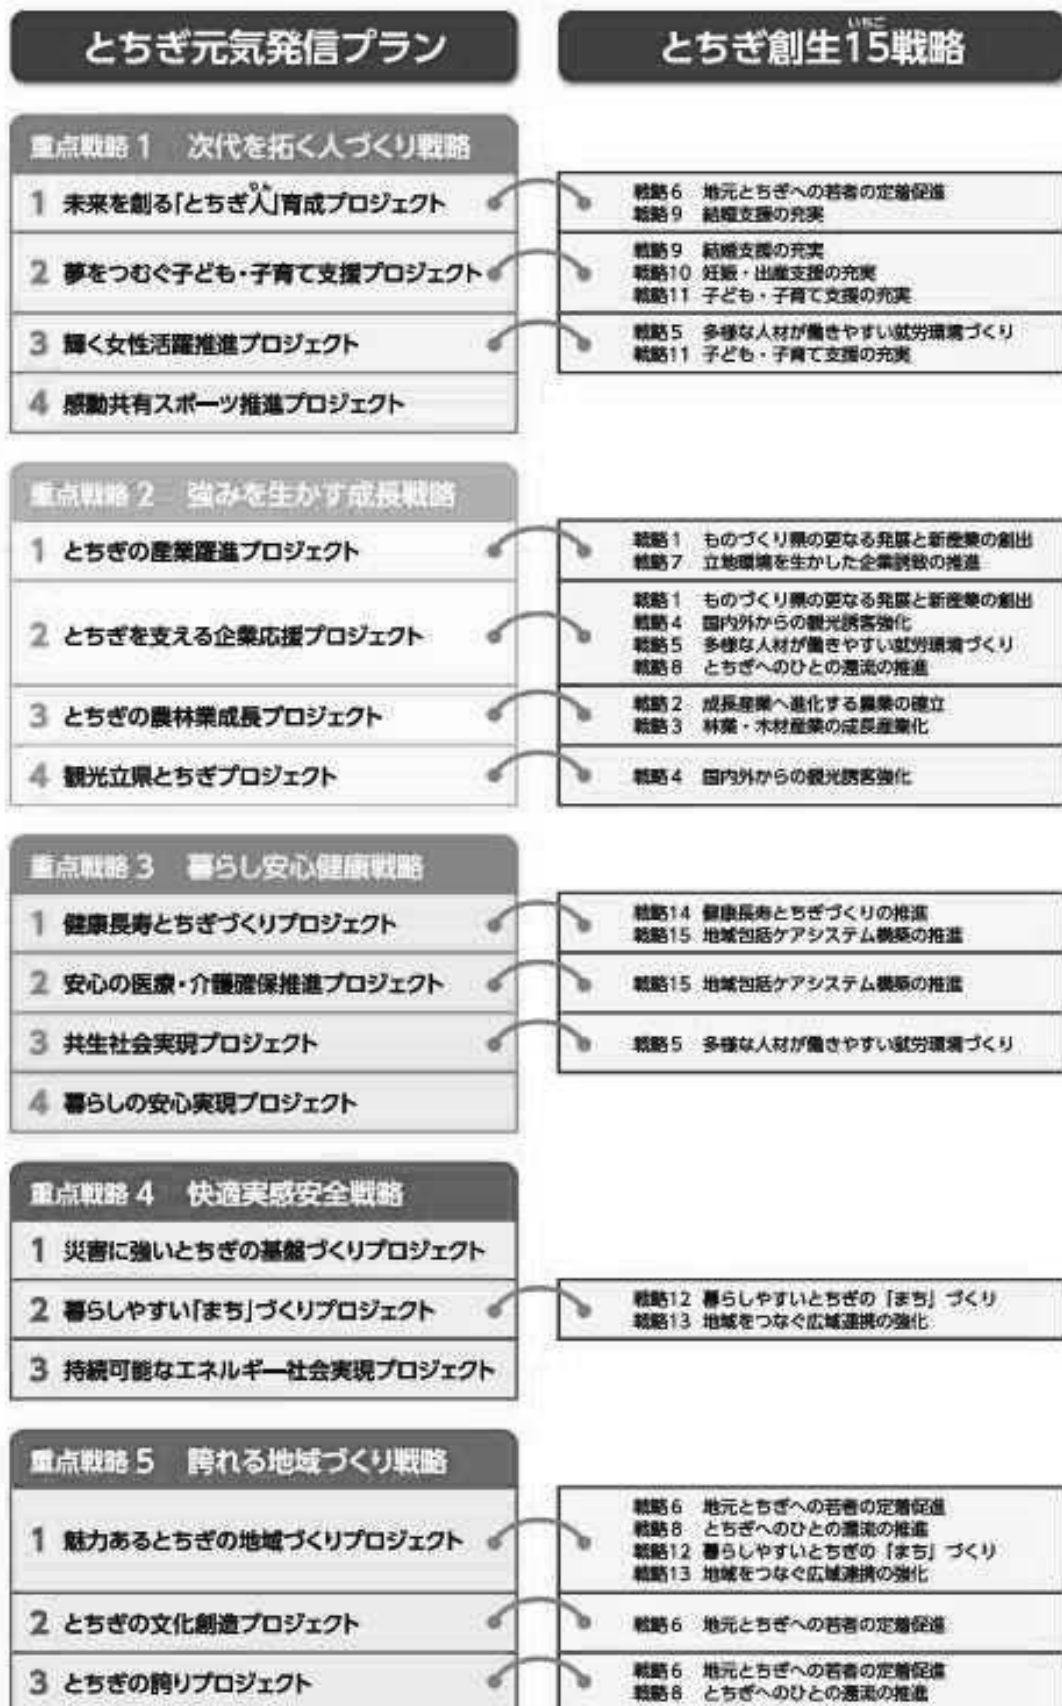 とちぎ元気発信プラン
いちご
とちぎ創生15戦略
重点戦略1 次代を拓く人づくり戦略
1 未来を創る「とちぎ人」育成プロジェクト
戦略6 地元とちぎへの若者の定着促進
戦略9 結婚支援の充実
2 夢をつむぐ子ども・子育て支援プロジェクト
戦略9 結婚支援の充実
戦略10 妊娠・出産支援の充実
戦略11 子ども・子育て支援の充実
3 輝く女性活躍推進プロジェクト
戦略5 多様な人材が働きやすい就労環境づくり
戦略11 子ども・子育て支援の充実
4 感動共有スポーツ推進プロジェクト
重点戦略2 強みを生かす成長戦略
1 とちぎの産業躍進プロジェクト
戦略1 ものづくり県の更なる発展と新産業の創出
戦略7 立地環境を生かした企業誘致の推進
2 とちぎを支える企業応援プロジェクト
戦略1 ものづくり県の更なる発展と新産業の創出
戦略4 国内外からの観光誘客強化
戦略5 多様な人材が働きやすい就労環境づくり
戦略8 とちぎへのひとの還流の推進
3 とちぎの農林業成長プロジェクト
戦略2 成長産業へ進化する農業の確立
戦略3 林業・木材産業の成長産業化
4 観光立県とちぎプロジェクト
戦略4 国内外からの観光誘客強化
重点戦略3 暮らし安心健康戦略
1 健康長寿とちぎづくりプロジェクト
戦略14 健康長寿とちぎづくりの推進
戦略15 地域包括ケアシステム構築の推進
2 安心の医療・介護確保推進プロジェクト
戦略15 地域包括ケアシステム構築の推進
3 共生社会実現プロジェクト
戦略5 多様な人材が働きやすい就労環境づくり
4 暮らしの安心実現プロジェクト
重点戦略4 快適実感安全戦略
1 災害に強いとちぎの基盤づくりプロジェクト
2 暮らしやすい「まち」づくりプロジェクト
戦略12 暮らしやすいとちぎの「まち」づくり
戦略13 地域をつなぐ広域連携の強化
3 持続可能なエネルギー社会実現プロジェクト
重点戦略5 誇れる地域づくり戦略
1 魅力あるとちぎの地域づくりプロジェクト
戦略6 地元とちぎへの若者の定着促進
戦略8 とちぎへのひとの還流の推進
戦略12 暮らしやすいとちぎの「まち」づくり
戦略13 地域をつなぐ広域連携の強化
2 とちぎの文化創造プロジェクト
戦略6 地元とちぎへの若者の定着促進
3 とちぎの誇りプロジェクト
戦略6 地元とちぎへの若者の定着促進
戦略8 とちぎへのひとの還流の推進